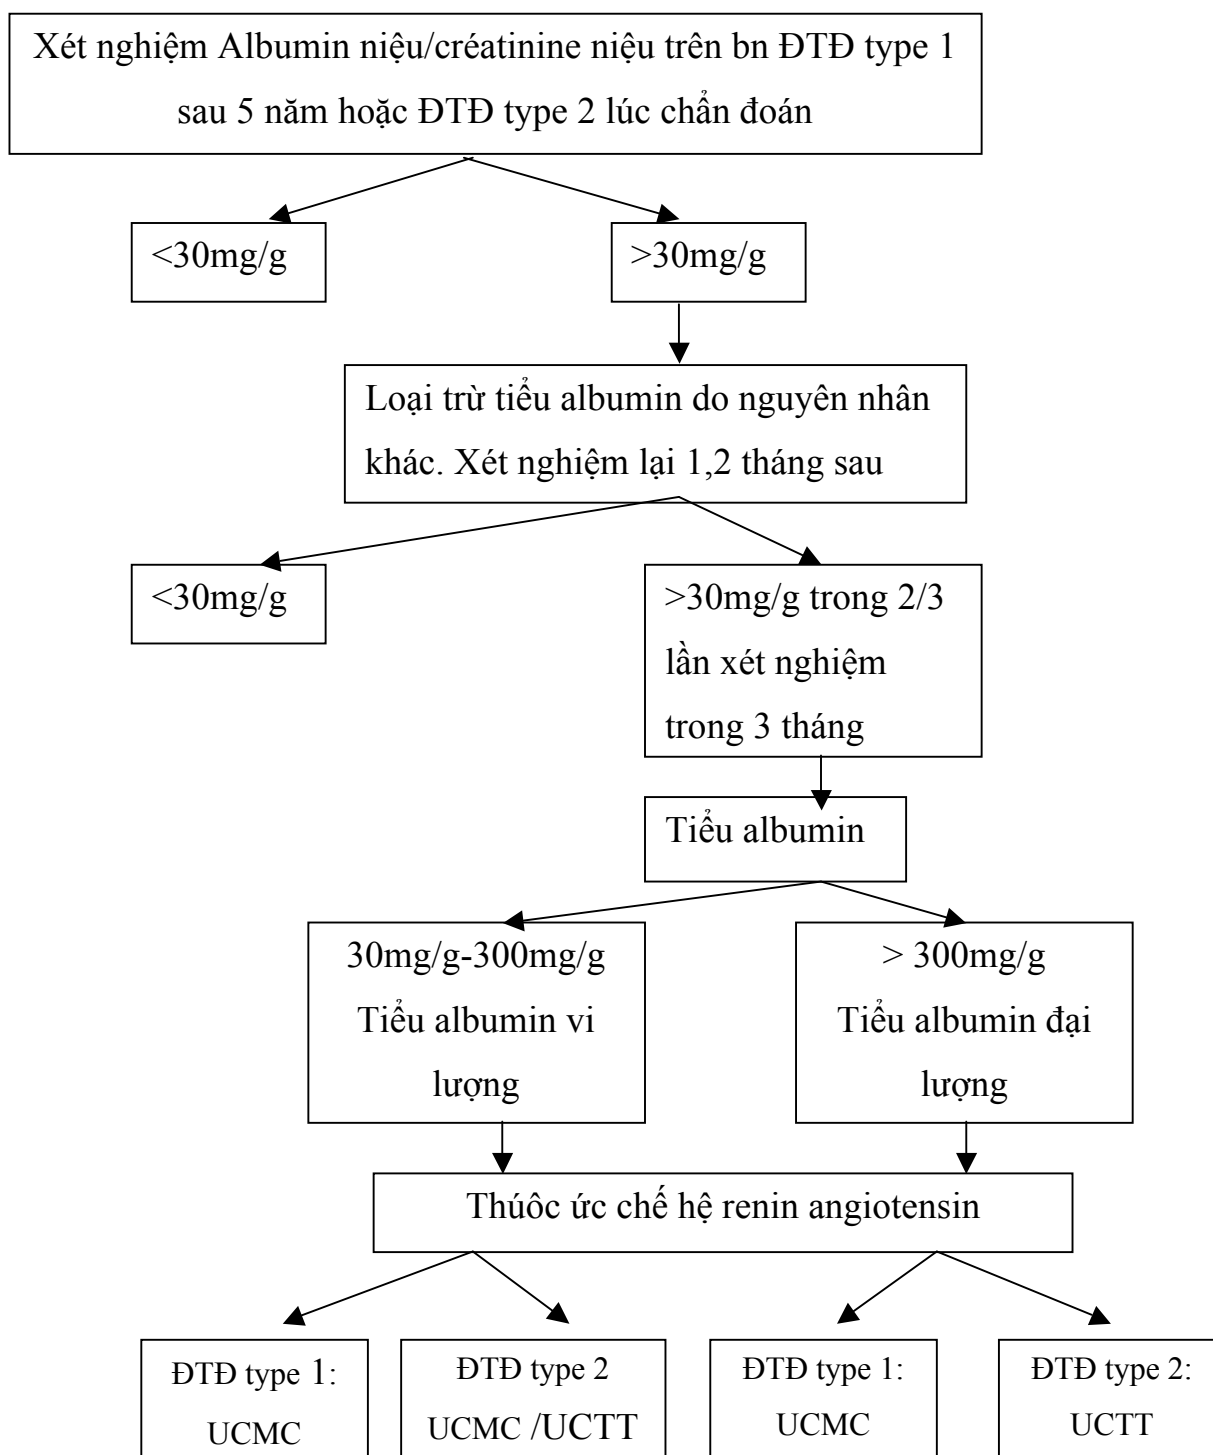 Xét nghiệm Albumin niệu/créatinine niệu trên bn ĐTĐ type 1
sau 5 năm hoặc ĐTĐ type 2 lúc chẩn đoán
<30mg/g
>30mg/g
Loại trừ tiểu albumin do nguyên nhân
khác. Xét nghiệm lại 1,2 tháng sau
<30mg/g
>30mg/g trong 2/3
lần xét nghiệm
trong 3 tháng
Tiểu albumin
30mg/g-300mg/g
Tiểu albumin vi
lượng
> 300mg/g
Tiểu albumin đại
lượng
Thúôc ức chế hệ renin angiotensin
ĐTĐ type 1:
UCMC
ĐTĐ type 2
UCMC /UCTT
ĐTĐ type 1:
UCMC
ĐTĐ type 2:
UCTT